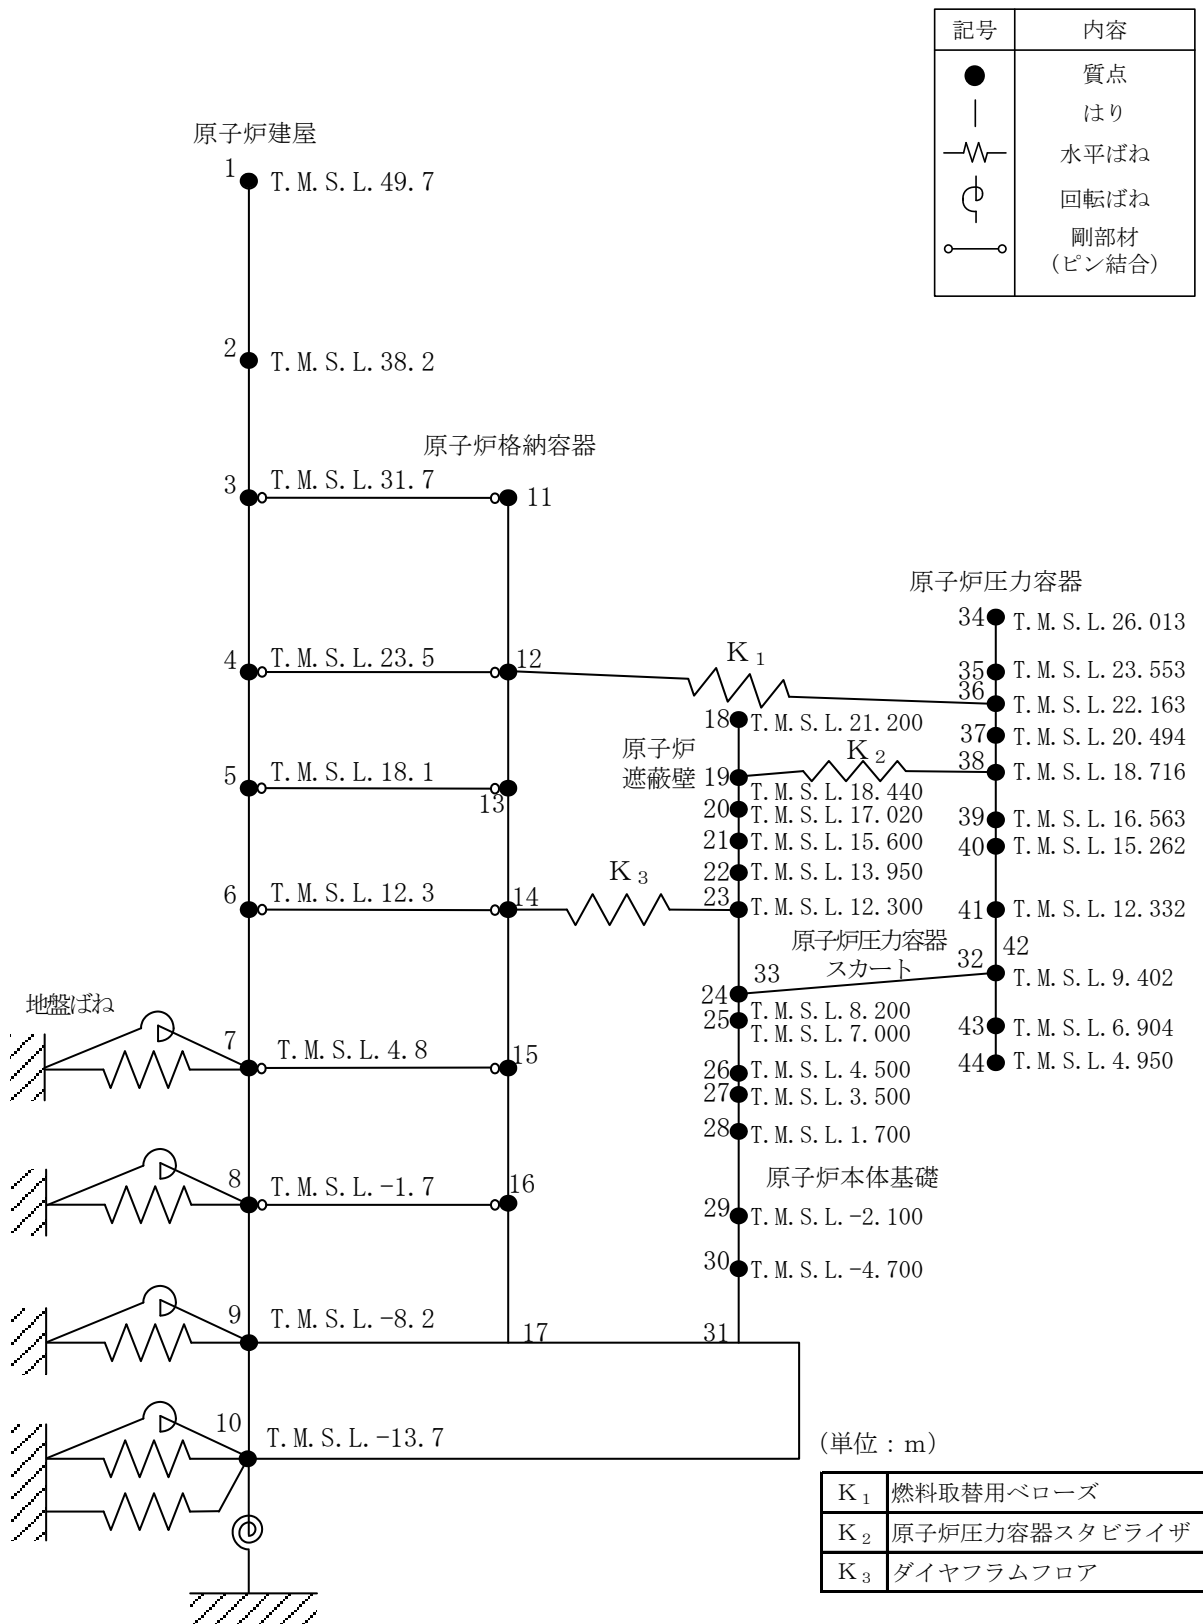 記号 内容
質点
はり
水平ばね
回転ばね
剛部材
(ピン結合)
原子炉建屋
1 T.M.S.L.49.7
2 T.M.S.L.38.2
原子炉格納容器
3 T.M.S.L.31.7 11
原子炉圧力容器
34 T.M.S.L.26.013
4 T.M.S.L.23.5 12 K1 35 T.M.S.L.23.553
36 T.M.S.L.22.163
18 T.M.S.L.21.200
37 T.M.S.L.20.494
原子炉
遮蔽壁
K2
5 T.M.S.L.18.1 13 19 T.M.S.L.18.440 38 T.M.S.L.18.716
20 T.M.S.L.17.020 39 T.M.S.L.16.563
21 T.M.S.L.15.600 40 T.M.S.L.15.262
22 T.M.S.L.13.950
6 T.M.S.L.12.3 14 K3 23 T.M.S.L.12.300 41 T.M.S.L.12.332
原子炉圧力容器
スカート
33 32 42 T.M.S.L.9.402
24 T.M.S.L.8.200
25 T.M.S.L.7.000 43 T.M.S.L.6.904
地盤ばね
7 T.M.S.L.4.8 15 26 T.M.S.L.4.500 44 T.M.S.L.4.950
27 T.M.S.L.3.500
28 T.M.S.L.1.700
原子炉本体基礎
8 T.M.S.L.-1.7 16 29 T.M.S.L.-2.100
30 T.M.S.L.-4.700
9 T.M.S.L.-8.2 17 31
10 T.M.S.L.-13.7
(単位:m)
K1 燃料取替用ベローズ
K2 原子炉圧力容器スタビライザ
K3 ダイヤフラムフロア